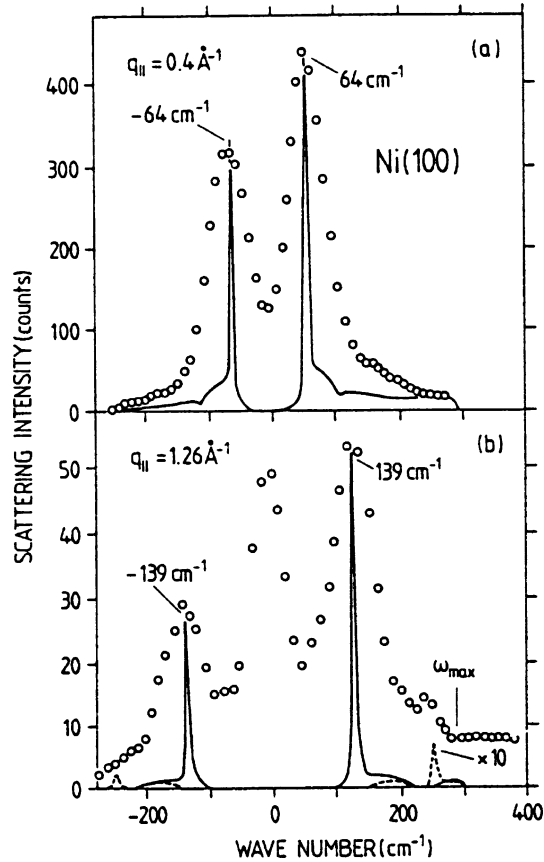 (a)
q∥ = 0.4 Å⁻¹
64 cm⁻¹
-64 cm⁻¹
Ni(100)
400
300
200
100
0
SCATTERING INTENSITY (counts)
(b)
q∥ = 1.26 Å⁻¹
139 cm⁻¹
-139 cm⁻¹
ωmax
×10
50
40
30
20
10
0
-200
0
200
400
WAVE NUMBER (cm⁻¹)